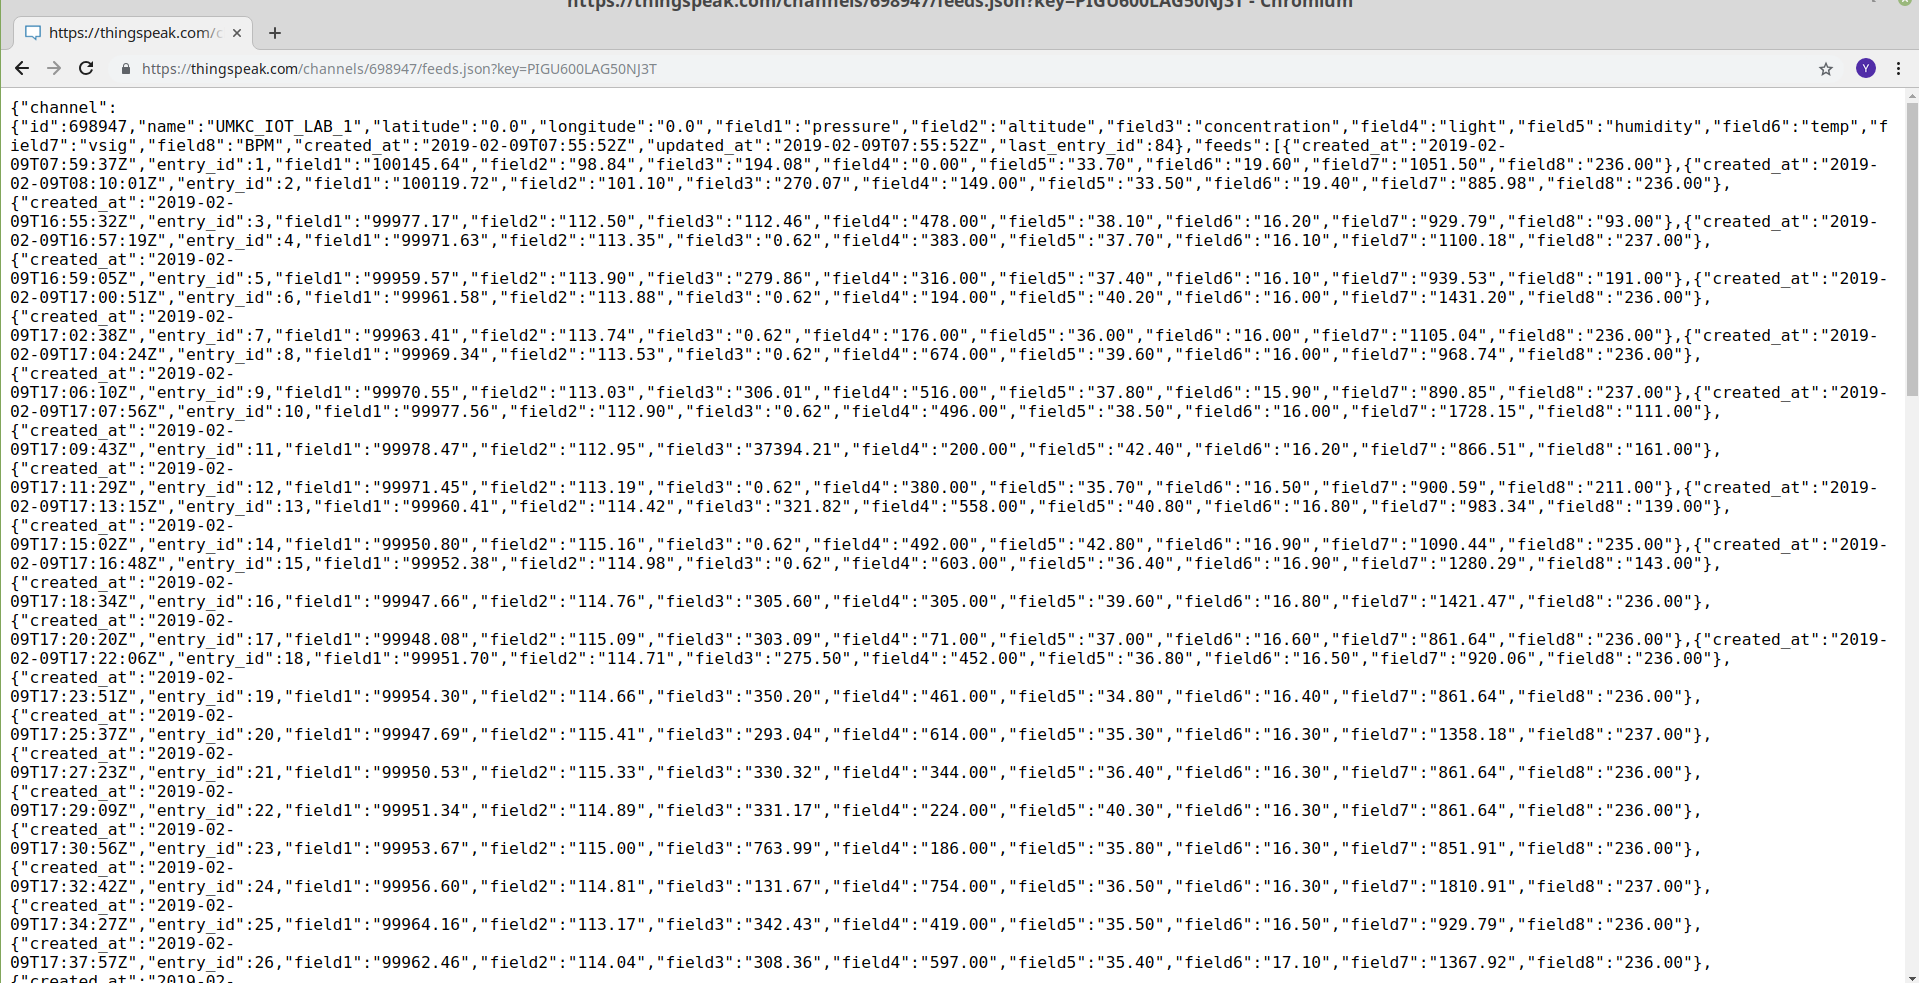 https://thingspeak.com/channels/698947/feeds.json?key=PIGU600LAG50NJ3T - Chromium
https://thingspeak.com/c
https://thingspeak.com/channels/698947/feeds.json?key=PIGU600LAG50NJ3T
Y
{"channel":
{"id":698947,"name":"UMKC_IOT_LAB_1","latitude":"0.0","longitude":"0.0","field1":"pressure","field2":"altitude","field3":"concentration","field4":"light","field5":"humidity","field6":"temp","f
ield7":"vsig","field8":"BPM","created_at":"2019-02-09T07:55:52Z","updated_at":"2019-02-09T07:55:52Z","last_entry_id":84},"feeds":[{"created_at":"2019-02-
09T07:59:37Z","entry_id":1,"field1":"100145.64","field2":"98.84","field3":"194.08","field4":"0.00","field5":"33.70","field6":"19.60","field7":"1051.50","field8":"236.00"},{"created_at":"2019-
02-09T08:10:01Z","entry_id":2,"field1":"100119.72","field2":"101.10","field3":"270.07","field4":"149.00","field5":"33.50","field6":"19.40","field7":"885.98","field8":"236.00"},
{"created_at":"2019-02-
09T16:55:32Z","entry_id":3,"field1":"99977.17","field2":"112.50","field3":"112.46","field4":"478.00","field5":"38.10","field6":"16.20","field7":"929.79","field8":"93.00"},{"created_at":"2019-
02-09T16:57:19Z","entry_id":4,"field1":"99971.63","field2":"113.35","field3":"0.62","field4":"383.00","field5":"37.70","field6":"16.10","field7":"1100.18","field8":"237.00"},
{"created_at":"2019-02-
09T16:59:05Z","entry_id":5,"field1":"99959.57","field2":"113.90","field3":"279.86","field4":"316.00","field5":"37.40","field6":"16.10","field7":"939.53","field8":"191.00"},{"created_at":"2019-
02-09T17:00:51Z","entry_id":6,"field1":"99961.58","field2":"113.88","field3":"0.62","field4":"194.00","field5":"40.20","field6":"16.00","field7":"1431.20","field8":"236.00"},
{"created_at":"2019-02-
09T17:02:38Z","entry_id":7,"field1":"99963.41","field2":"113.74","field3":"0.62","field4":"176.00","field5":"36.00","field6":"16.00","field7":"1105.04","field8":"236.00"},{"created_at":"2019-
02-09T17:04:24Z","entry_id":8,"field1":"99969.34","field2":"113.53","field3":"0.62","field4":"674.00","field5":"39.60","field6":"16.00","field7":"968.74","field8":"236.00"},
{"created_at":"2019-02-
09T17:06:10Z","entry_id":9,"field1":"99970.55","field2":"113.03","field3":"306.01","field4":"516.00","field5":"37.80","field6":"15.90","field7":"890.85","field8":"237.00"},{"created_at":"2019-
02-09T17:07:56Z","entry_id":10,"field1":"99977.56","field2":"112.90","field3":"0.62","field4":"496.00","field5":"38.50","field6":"16.00","field7":"1728.15","field8":"111.00"},
{"created_at":"2019-02-
09T17:09:43Z","entry_id":11,"field1":"99978.47","field2":"112.95","field3":"37394.21","field4":"200.00","field5":"42.40","field6":"16.20","field7":"866.51","field8":"161.00"},
{"created_at":"2019-02-
09T17:11:29Z","entry_id":12,"field1":"99971.45","field2":"113.19","field3":"0.62","field4":"380.00","field5":"35.70","field6":"16.50","field7":"900.59","field8":"211.00"},{"created_at":"2019-
02-09T17:13:15Z","entry_id":13,"field1":"99960.41","field2":"114.42","field3":"321.82","field4":"558.00","field5":"40.80","field6":"16.80","field7":"983.34","field8":"139.00"},
{"created_at":"2019-02-
09T17:15:02Z","entry_id":14,"field1":"99950.80","field2":"115.16","field3":"0.62","field4":"492.00","field5":"42.80","field6":"16.90","field7":"1090.44","field8":"235.00"},{"created_at":"2019-
02-09T17:16:48Z","entry_id":15,"field1":"99952.38","field2":"114.98","field3":"0.62","field4":"603.00","field5":"36.40","field6":"16.90","field7":"1280.29","field8":"143.00"},
{"created_at":"2019-02-
09T17:18:34Z","entry_id":16,"field1":"99947.66","field2":"114.76","field3":"305.60","field4":"305.00","field5":"39.60","field6":"16.80","field7":"1421.47","field8":"236.00"},
{"created_at":"2019-02-
09T17:20:20Z","entry_id":17,"field1":"99948.08","field2":"115.09","field3":"303.09","field4":"71.00","field5":"37.00","field6":"16.60","field7":"861.64","field8":"236.00"},{"created_at":"2019-
02-09T17:22:06Z","entry_id":18,"field1":"99951.70","field2":"114.71","field3":"275.50","field4":"452.00","field5":"36.80","field6":"16.50","field7":"920.06","field8":"236.00"},
{"created_at":"2019-02-
09T17:23:51Z","entry_id":19,"field1":"99954.30","field2":"114.66","field3":"350.20","field4":"461.00","field5":"34.80","field6":"16.40","field7":"861.64","field8":"236.00"},
{"created_at":"2019-02-
09T17:25:37Z","entry_id":20,"field1":"99947.69","field2":"115.41","field3":"293.04","field4":"614.00","field5":"35.30","field6":"16.30","field7":"1358.18","field8":"237.00"},
{"created_at":"2019-02-
09T17:27:23Z","entry_id":21,"field1":"99950.53","field2":"115.33","field3":"330.32","field4":"344.00","field5":"36.40","field6":"16.30","field7":"861.64","field8":"236.00"},
{"created_at":"2019-02-
09T17:29:09Z","entry_id":22,"field1":"99951.34","field2":"114.89","field3":"331.17","field4":"224.00","field5":"40.30","field6":"16.30","field7":"861.64","field8":"236.00"},
{"created_at":"2019-02-
09T17:30:56Z","entry_id":23,"field1":"99953.67","field2":"115.00","field3":"763.99","field4":"186.00","field5":"35.80","field6":"16.30","field7":"851.91","field8":"236.00"},
{"created_at":"2019-02-
09T17:32:42Z","entry_id":24,"field1":"99956.60","field2":"114.81","field3":"131.67","field4":"754.00","field5":"36.50","field6":"16.30","field7":"1810.91","field8":"237.00"},
{"created_at":"2019-02-
09T17:34:27Z","entry_id":25,"field1":"99964.16","field2":"113.17","field3":"342.43","field4":"419.00","field5":"35.50","field6":"16.50","field7":"929.79","field8":"236.00"},
{"created_at":"2019-02-
09T17:37:57Z","entry_id":26,"field1":"99962.46","field2":"114.04","field3":"308.36","field4":"597.00","field5":"35.40","field6":"17.10","field7":"1367.92","field8":"236.00"},
{"created_at":"2019-02-